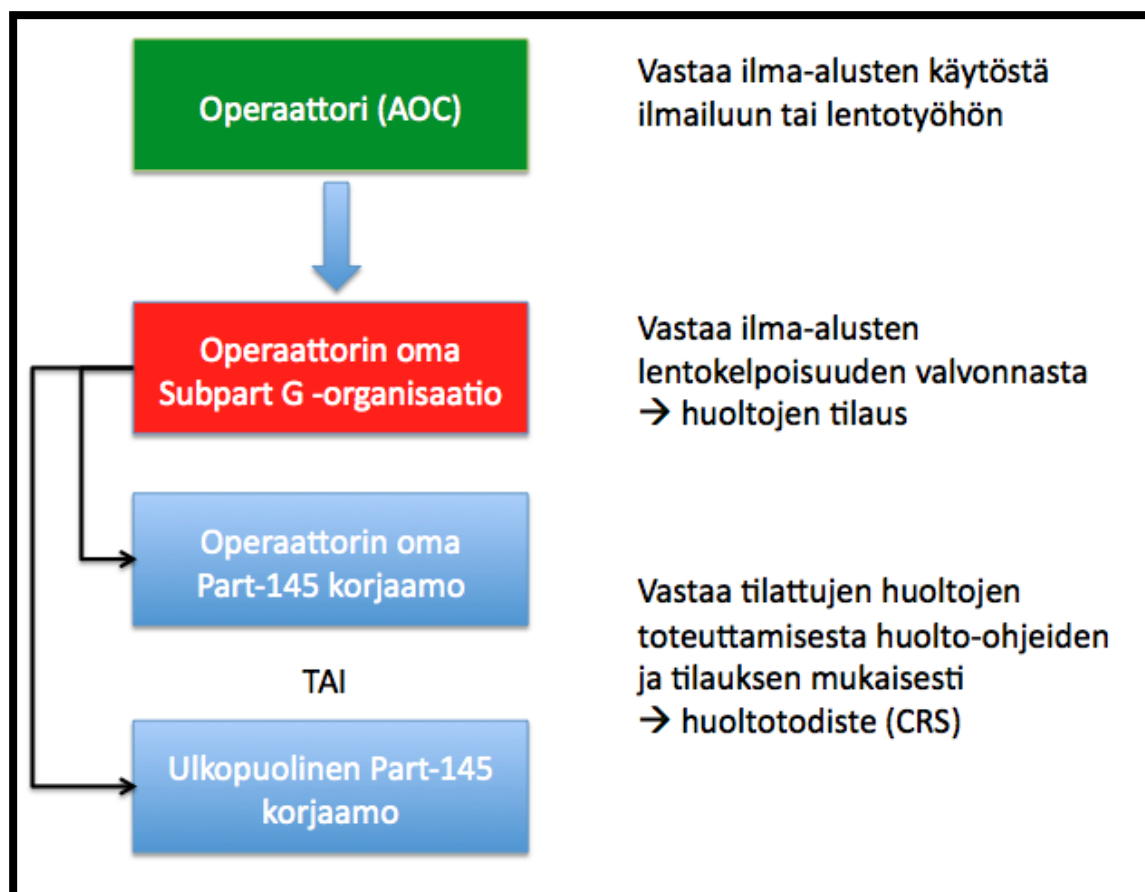 Operaattori (AOC)
Vastaa ilma-alusten käytöstä
ilmailuun tai lentotyöhön
Operaattorin oma
Subpart G -organisaatio
Vastaa ilma-alusten
lentokelpoisuuden valvonnasta
→ huoltojen tilaus
Operaattorin oma
Part-145 korjaamo
TAI
Ulkopuolinen Part-145
korjaamo
Vastaa tilattujen huoltojen
toteuttamisesta huolto-ohjeiden
ja tilauksen mukaisesti
→ huoltotodiste (CRS)